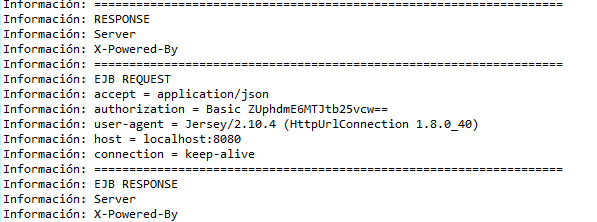 Información: ==================================================================
Información: RESPONSE
Información: Server
Información: X-Powered-By
Información: ==================================================================
Información: EJB REQUEST
Información: accept = application/json
Información: authorization = Basic ZUphdmE6MTJtb25vcw==
Información: user-agent = Jersey/2.10.4 (HttpUrlConnection 1.8.0_40)
Información: host = localhost:8080
Información: connection = keep-alive
Información: ==================================================================
Información: EJB RESPONSE
Información: Server
Información: X-Powered-By